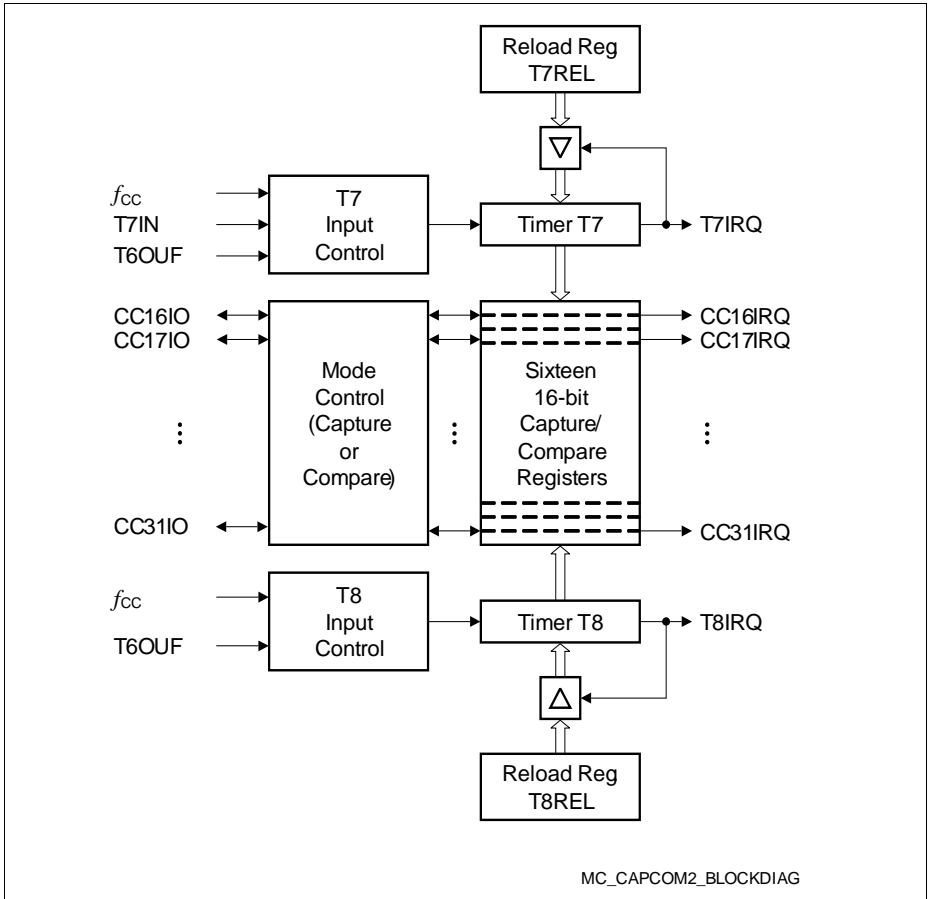 Reload Reg
T7REL
fCC
T7IN
T6OUF
T7
Input
Control
Timer T7
T7IRQ
CC16IO
CC17IO
CC31IO
Mode
Control
(Capture
or
Compare)
Sixteen
16-bit
Capture/
Compare
Registers
CC16IRQ
CC17IRQ
CC31IRQ
fCC
T6OUF
T8
Input
Control
Timer T8
T8IRQ
Reload Reg
T8REL
MC_CAPCOM2_BLOCKDIAG